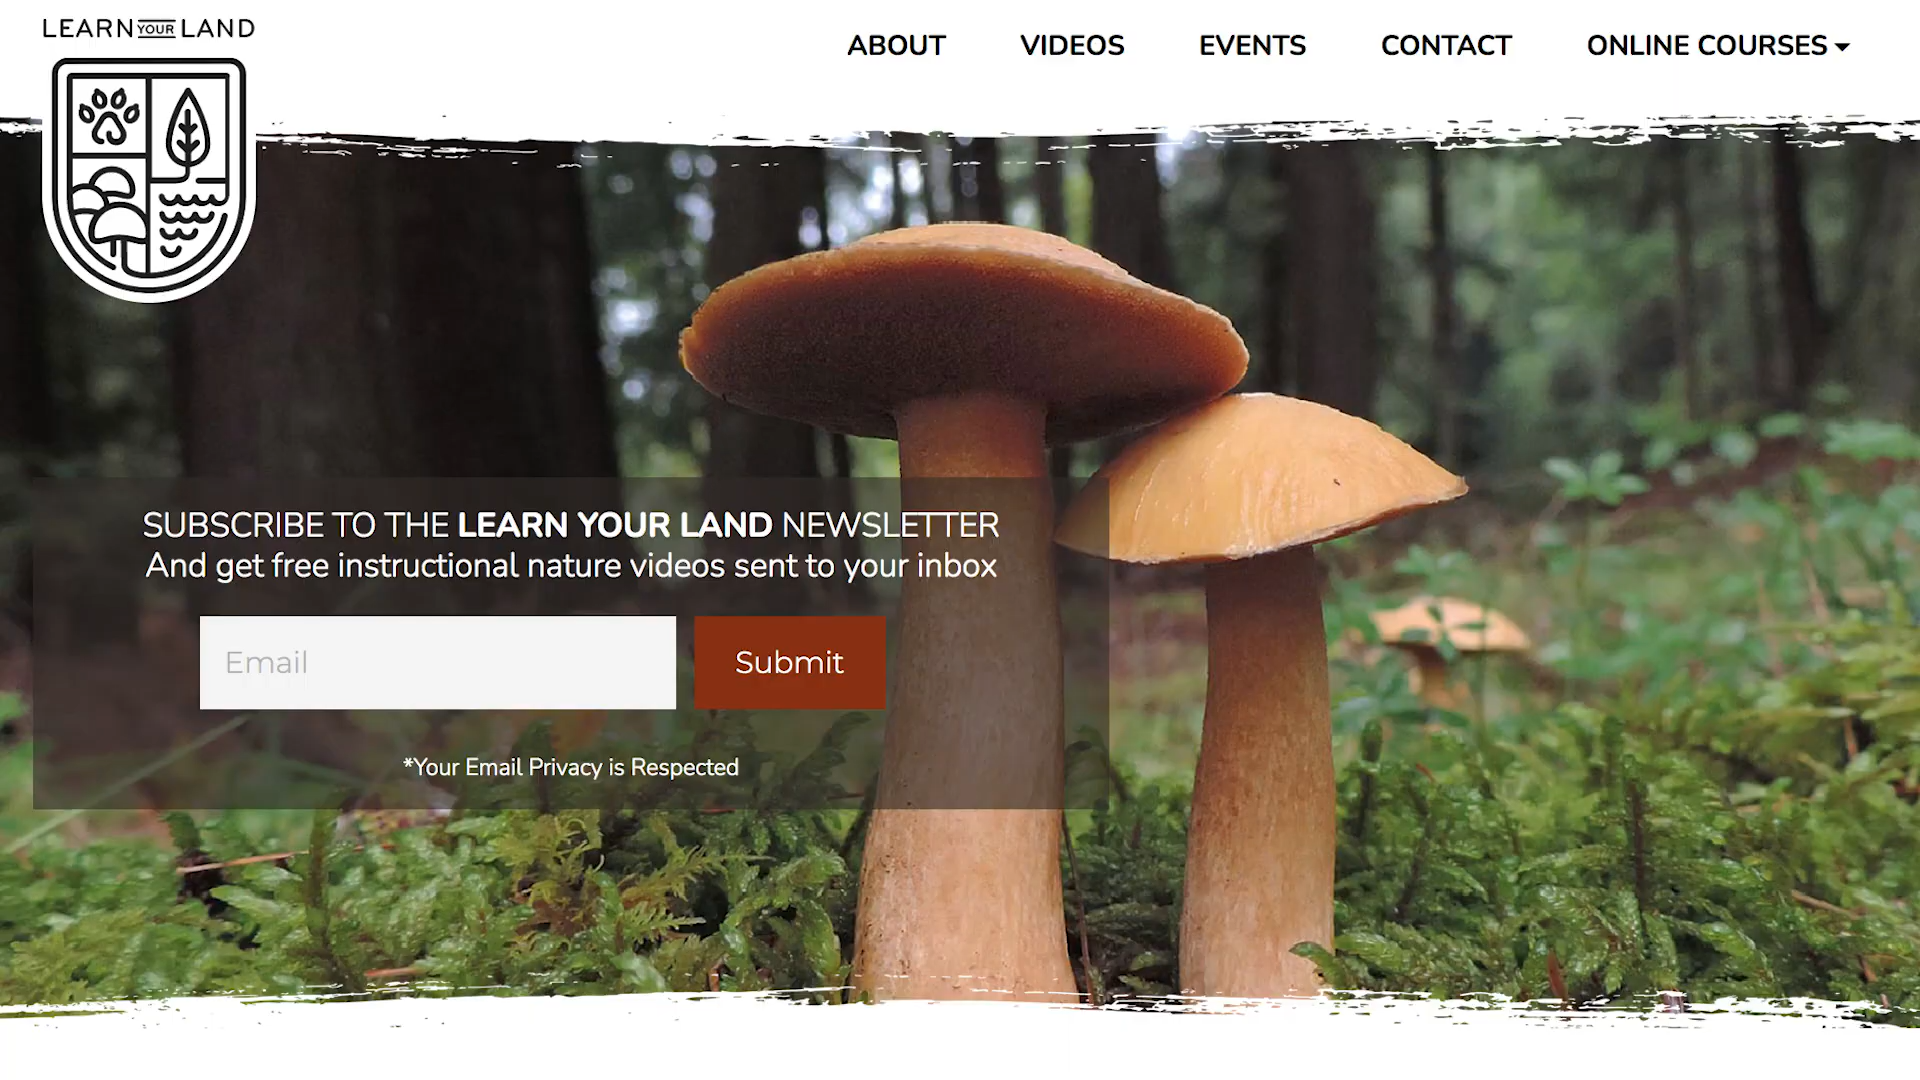 LEARN YOUR LAND
ABOUT
VIDEOS
EVENTS
CONTACT
ONLINE COURSES
SUBSCRIBE TO THE LEARN YOUR LAND NEWSLETTER
And get free instructional nature videos sent to your inbox
Email
Submit
*Your Email Privacy is Respected